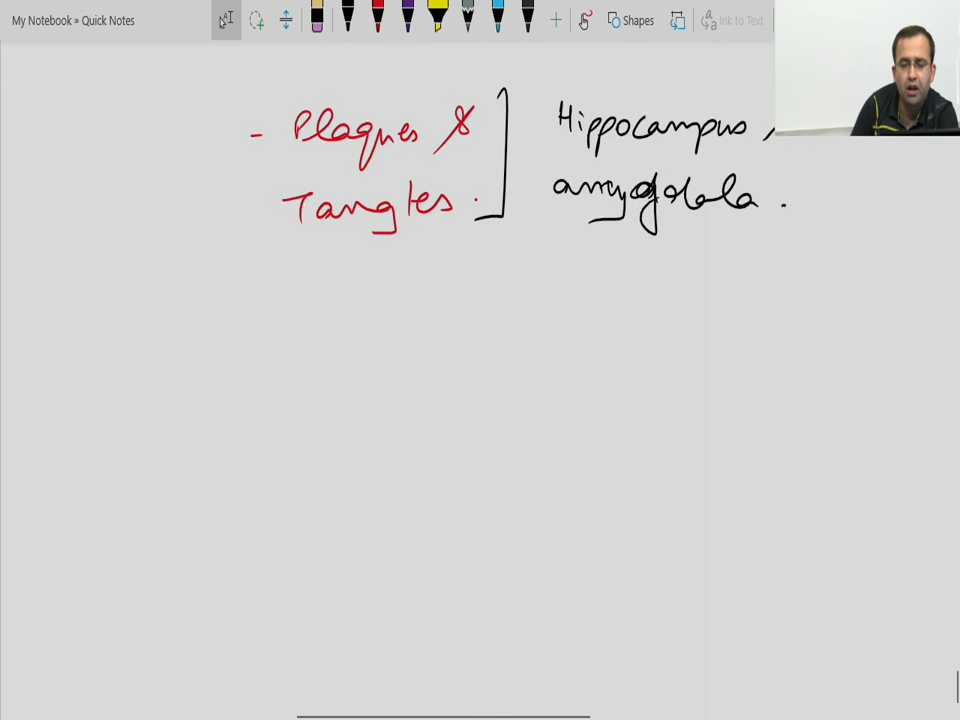 My Notebook » Quick Notes
Shapes
Ink to Text
- Plaques &
Tangles .
Hippocampus ,
amygdala .